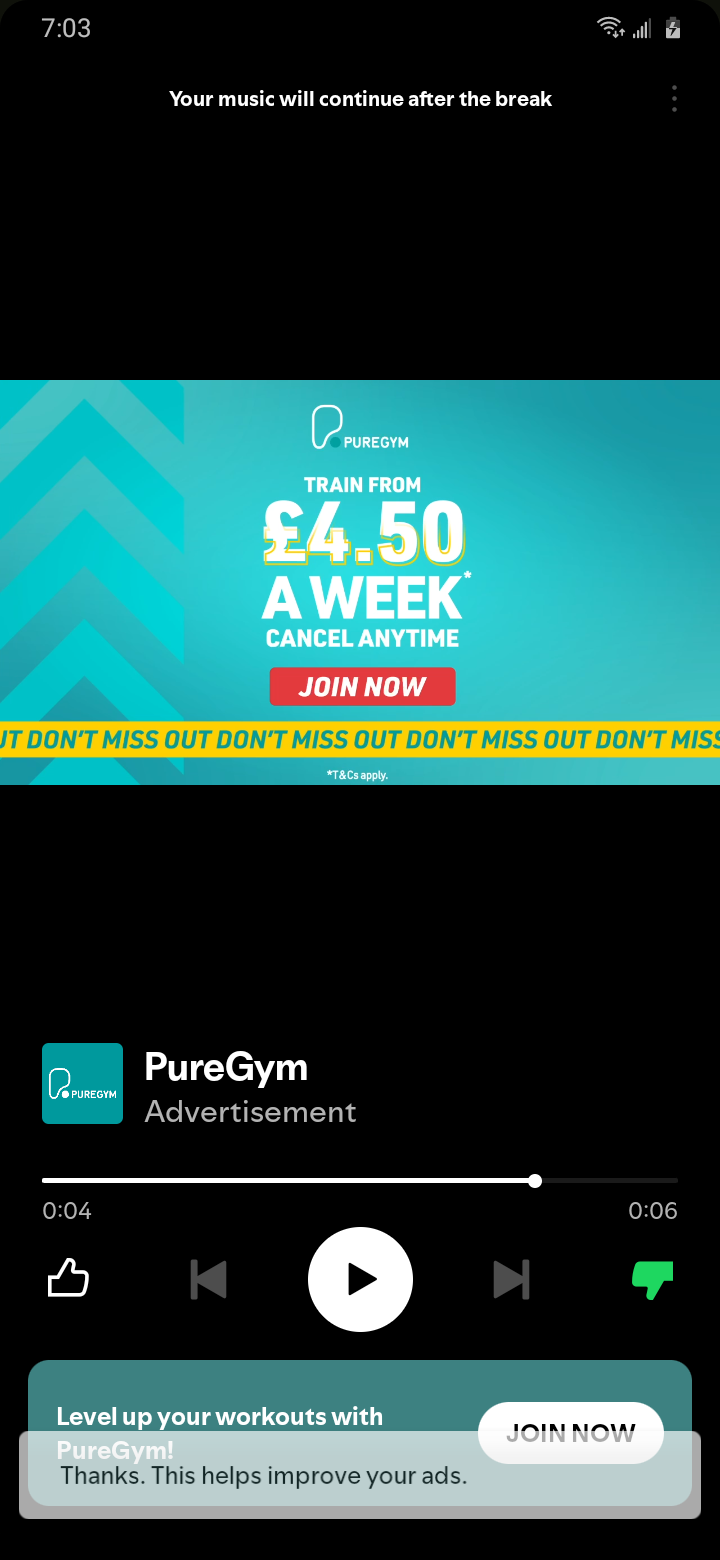 7:03
Your music will continue after the break
PUREGYM
TRAIN FROM
£4.50
A WEEK*
CANCEL ANYTIME
JOIN NOW
UT DON'T MISS OUT DON'T MISS OUT DON'T MISS OUT DON'T MISS
*T&Cs apply.
PUREGYM
PureGym
Advertisement
0:04
0:06
Level up your workouts with
PureGym!
JOIN NOW
Thanks. This helps improve your ads.